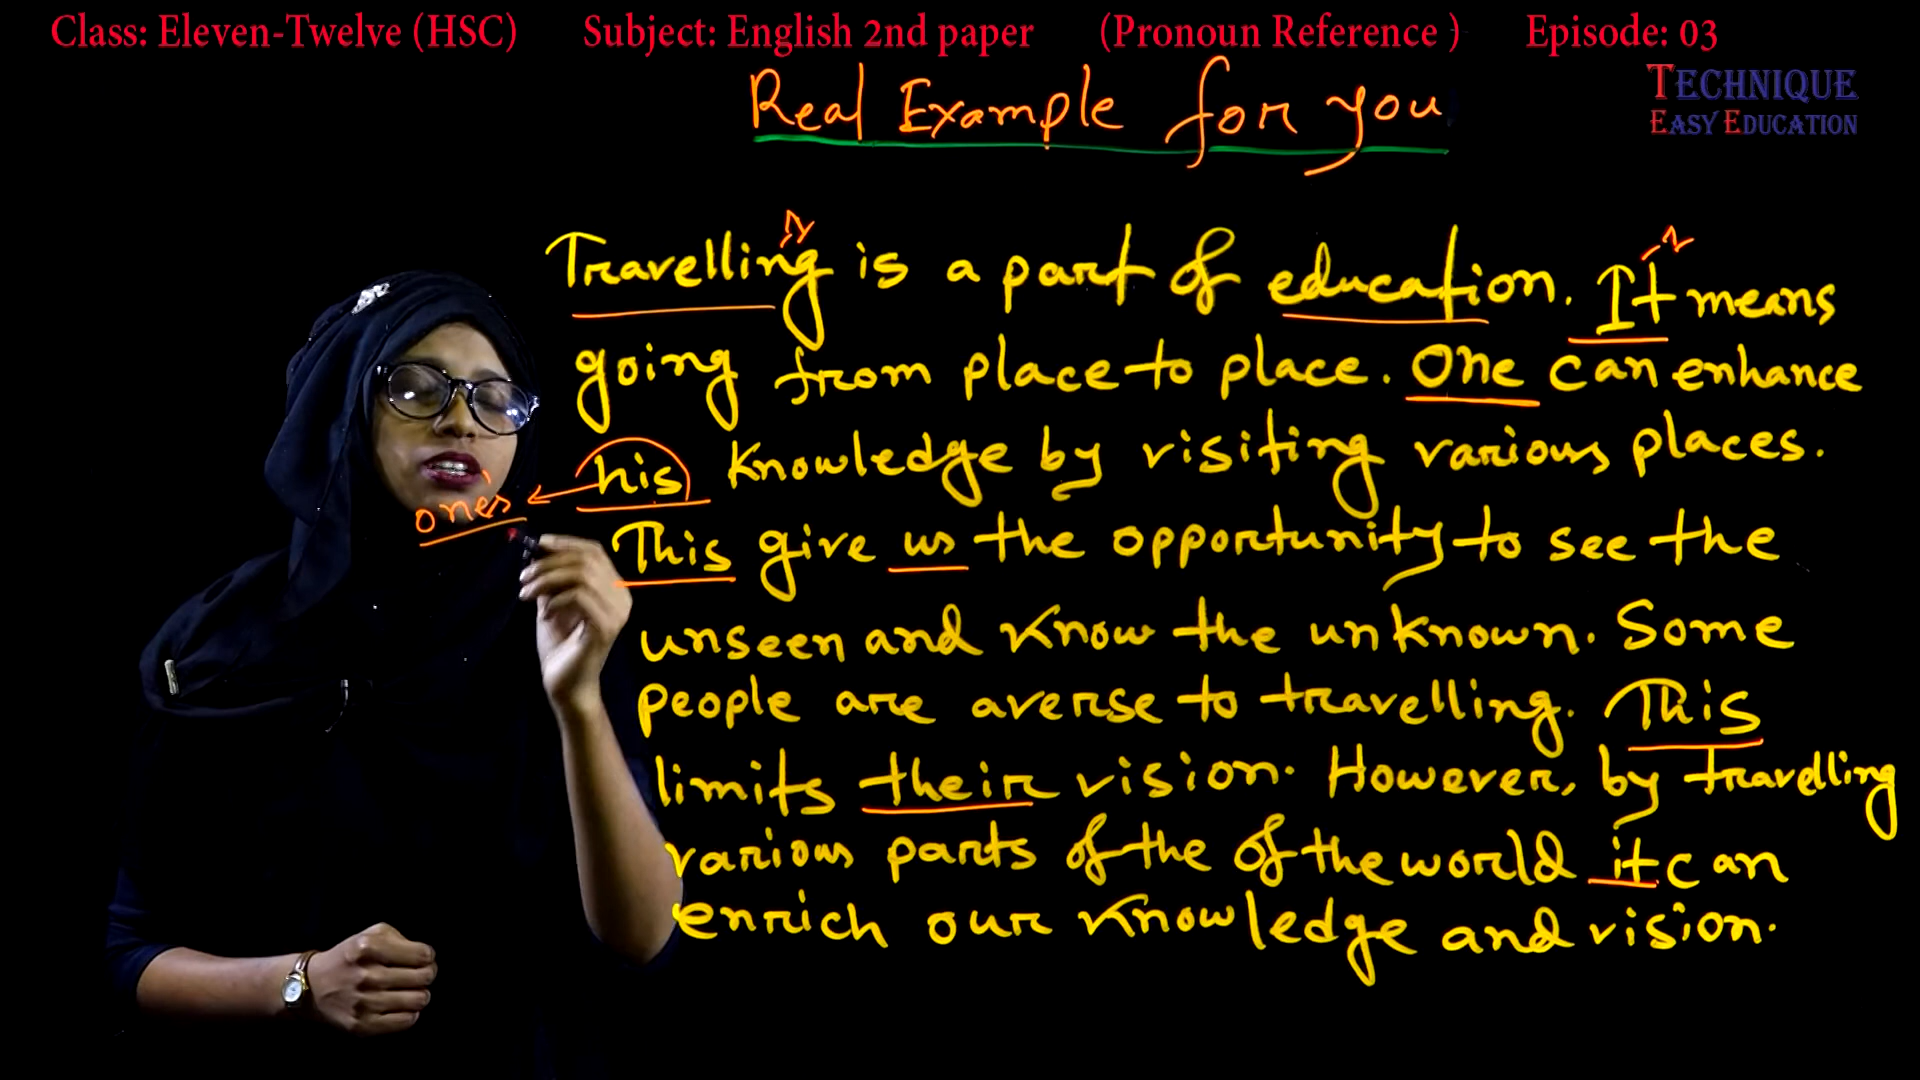 Class: Eleven-Twelve (HSC) Subject: English 2nd paper (Pronoun Reference ) Episode: 03
TECHNIQUE
EASY EDUCATION
Real Example for you
N
N
Travelling is a part of education. It means
going from place to place. One can enhance
his knowledge by visiting various places.
one's
This give us the opportunity to see the
unseen and know the unknown. Some
people are averse to travelling. This
limits their vision. However, by travelling
various parts of the of the world it can
enrich our knowledge and vision.